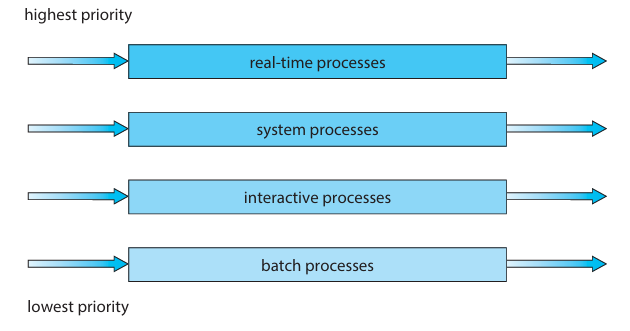 highest priority
real-time processes
system processes
interactive processes
batch processes
lowest priority